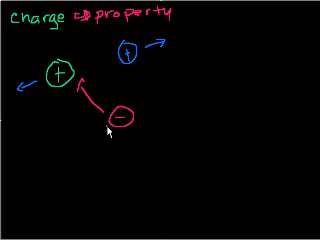 charge ⇒ property
+
+
−